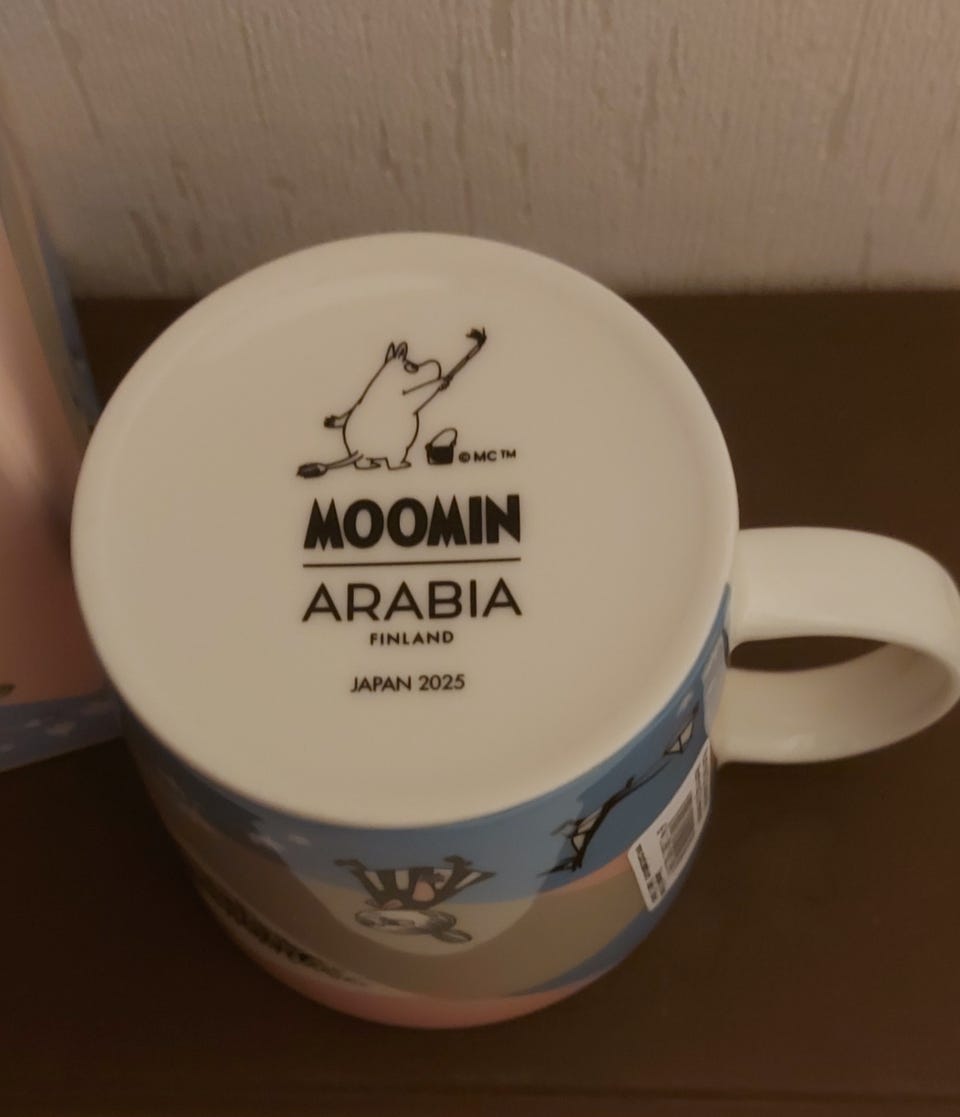 © MC ™
MOOMIN
ARABIA
FINLAND
JAPAN 2025